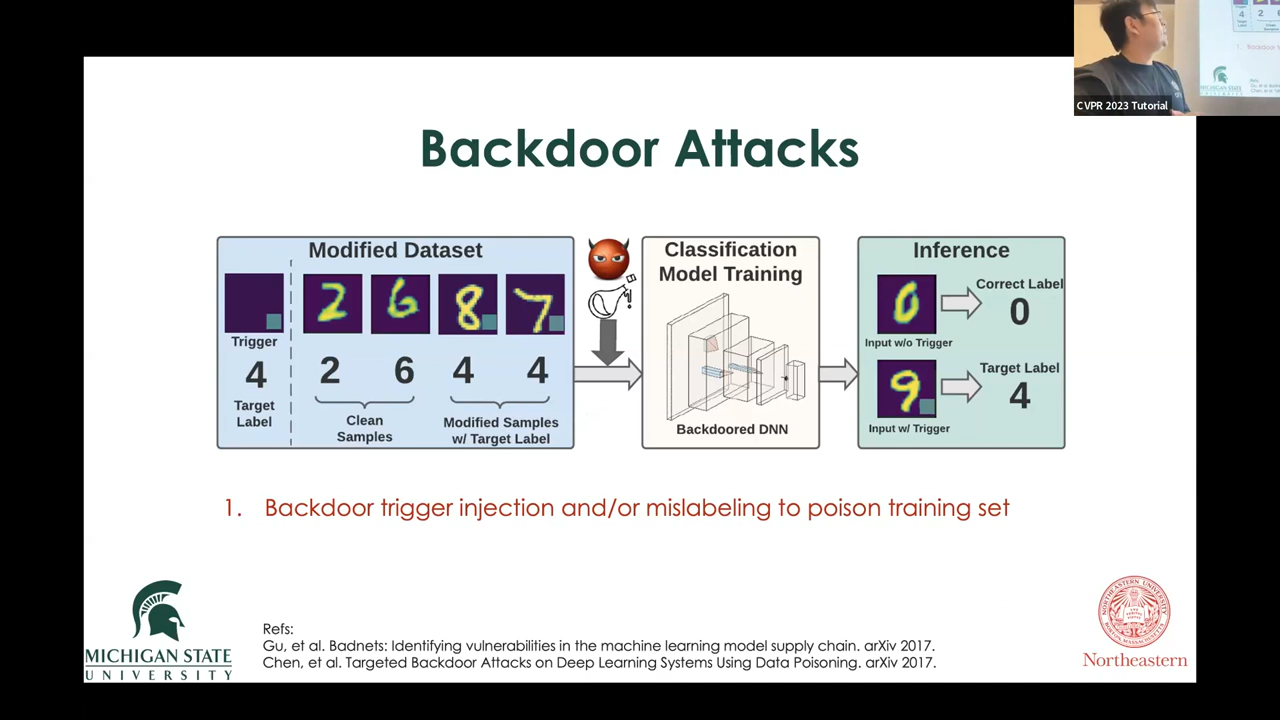 CVPR 2023 Tutorial
Backdoor Attacks
Modified Dataset
Trigger
4
Target
Label
2
6
4
4
Clean
Samples
Modified Samples
w/ Target Label
Classification
Model Training
Backdoored DNN
Inference
Correct Label
0
Input w/o Trigger
Target Label
4
Input w/ Trigger
1. Backdoor trigger injection and/or mislabeling to poison training set
Refs:
Gu, et al. Badnets: Identifying vulnerabilities in the machine learning model supply chain. arXiv 2017.
Chen, et al. Targeted Backdoor Attacks on Deep Learning Systems Using Data Poisoning. arXiv 2017.
MICHIGAN STATE
UNIVERSITY
Northeastern